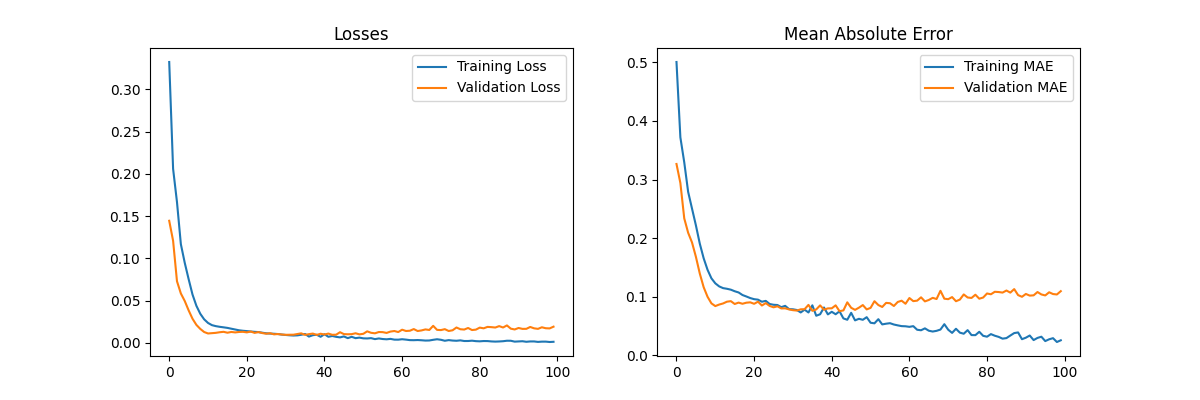 Losses
Training Loss
Validation Loss
0.30
0.25
0.20
0.15
0.10
0.05
0.00
0 20 40 60 80 100
Mean Absolute Error
Training MAE
Validation MAE
0.5
0.4
0.3
0.2
0.1
0.0
0 20 40 60 80 100